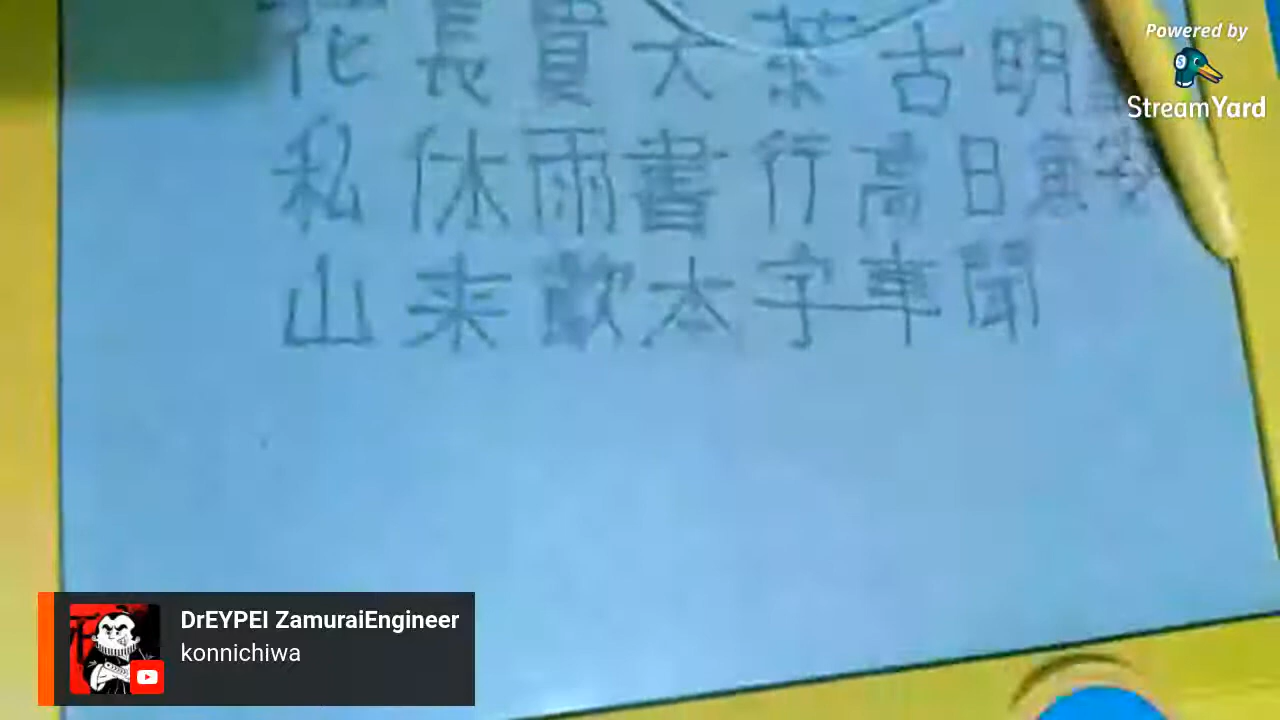 花長買大茶古明
私休雨書行高日
山来飲本字車聞
Powered by
StreamYard
DrEYPEI ZamuraiEngineer
konnichiwa